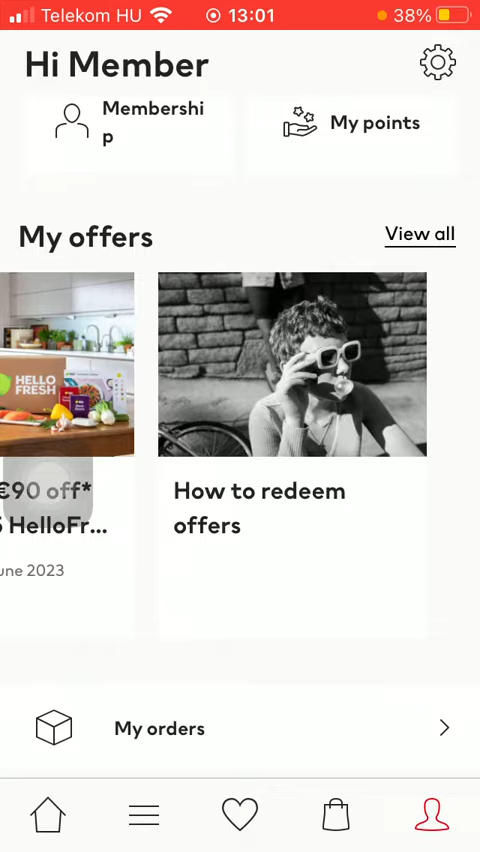 Telekom HU 13:01 38%
Hi Member
Membershi
p
My points
My offers View all
HELLO
FRESH
€90 off*
HelloFr...
une 2023
How to redeem
offers
My orders